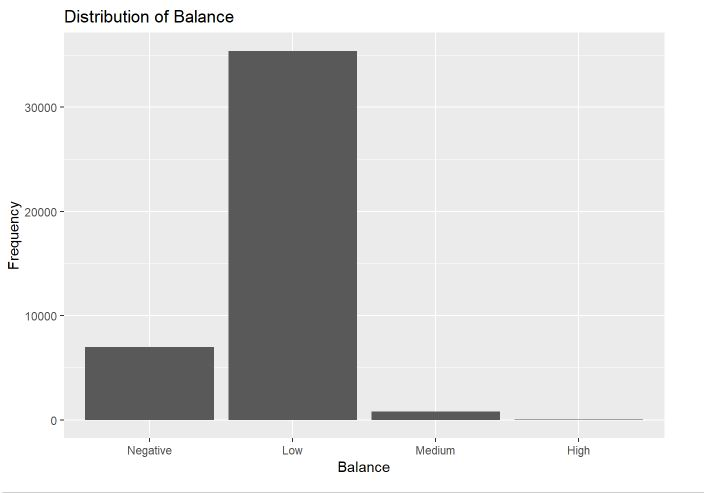 Distribution of Balance
Frequency
30000
20000
10000
0
Negative Low Medium High
Balance